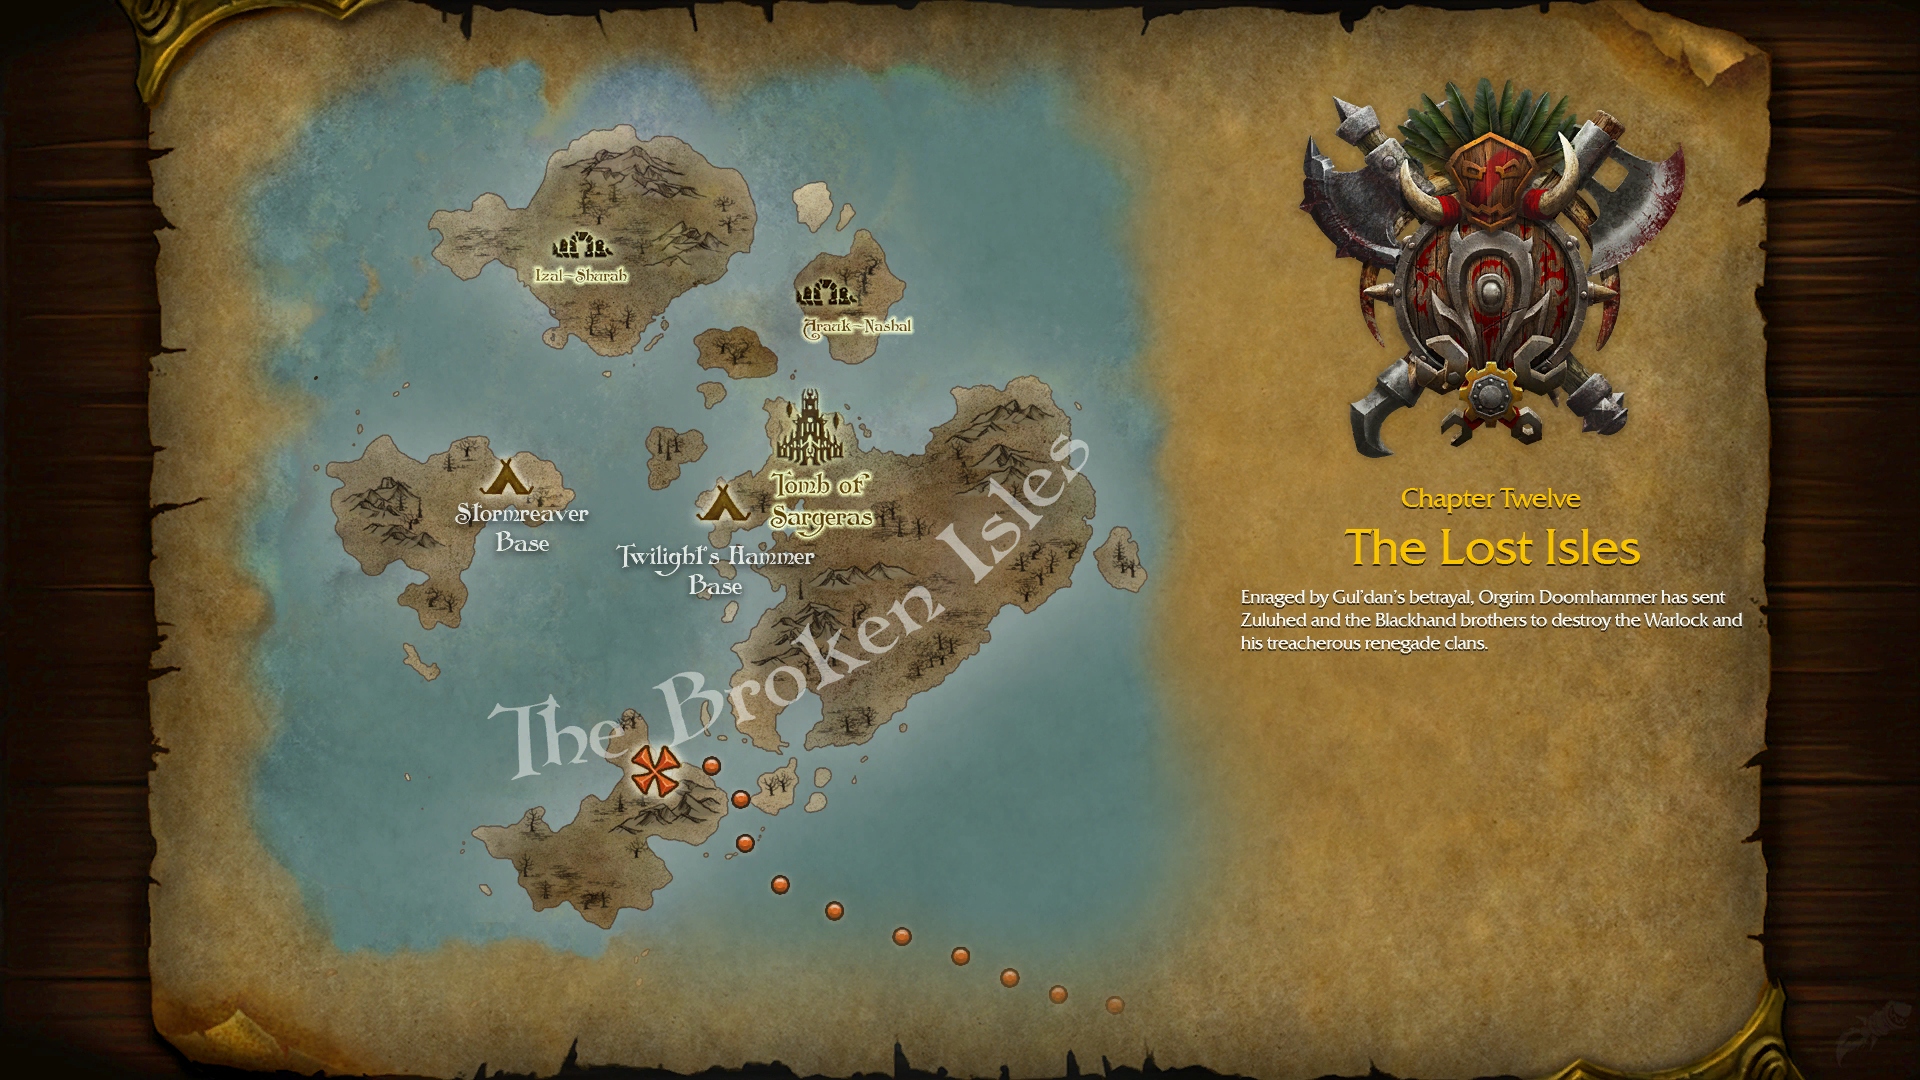 Izal-Shurah
Arauk-Nashal
Tomb of
Sargeras
Stormreaver
Base
Twilight's Hammer
Base
The Broken Isles
Chapter Twelve
The Lost Isles
Enraged by Gul'dan's betrayal, Orgrim Doomhammer has sent
Zuluhed and the Blackhand brothers to destroy the Warlock and
his treacherous renegade clans.